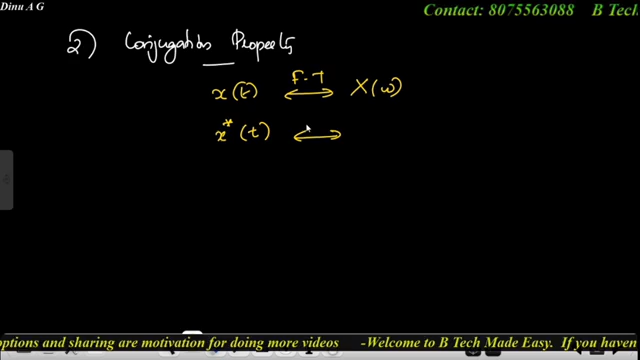 Dinu A G
Contact: 8075563088 B Tech
2) Conjugation Property
x(t) F.T ↔ X(ω)
x*(t) ↔
options and sharing are motivation for doing more videos -Welcome to B Tech Made Easy. If you haven